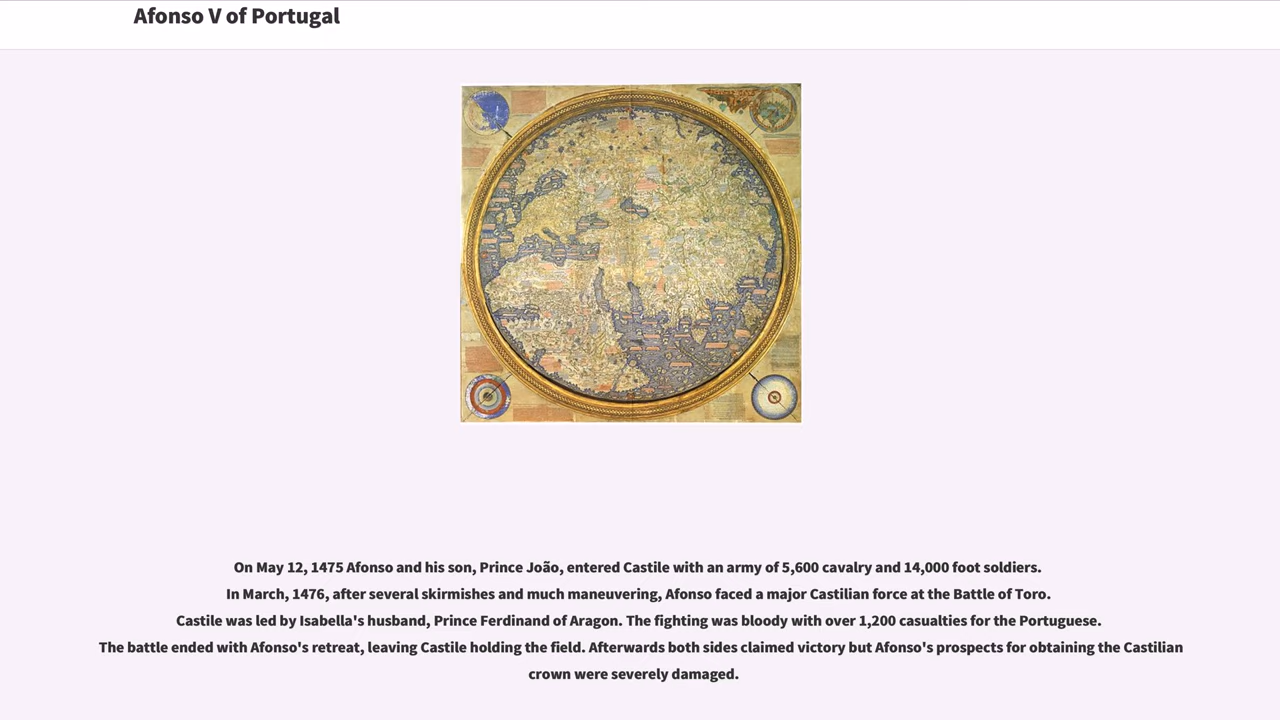 Afonso V of Portugal
On May 12, 1475 Afonso and his son, Prince João, entered Castile with an army of 5,600 cavalry and 14,000 foot soldiers.
In March, 1476, after several skirmishes and much maneuvering, Afonso faced a major Castilian force at the Battle of Toro.
Castile was led by Isabella's husband, Prince Ferdinand of Aragon. The fighting was bloody with over 1,200 casualties for the Portuguese.
The battle ended with Afonso's retreat, leaving Castile holding the field. Afterwards both sides claimed victory but Afonso's prospects for obtaining the Castilian
crown were severely damaged.